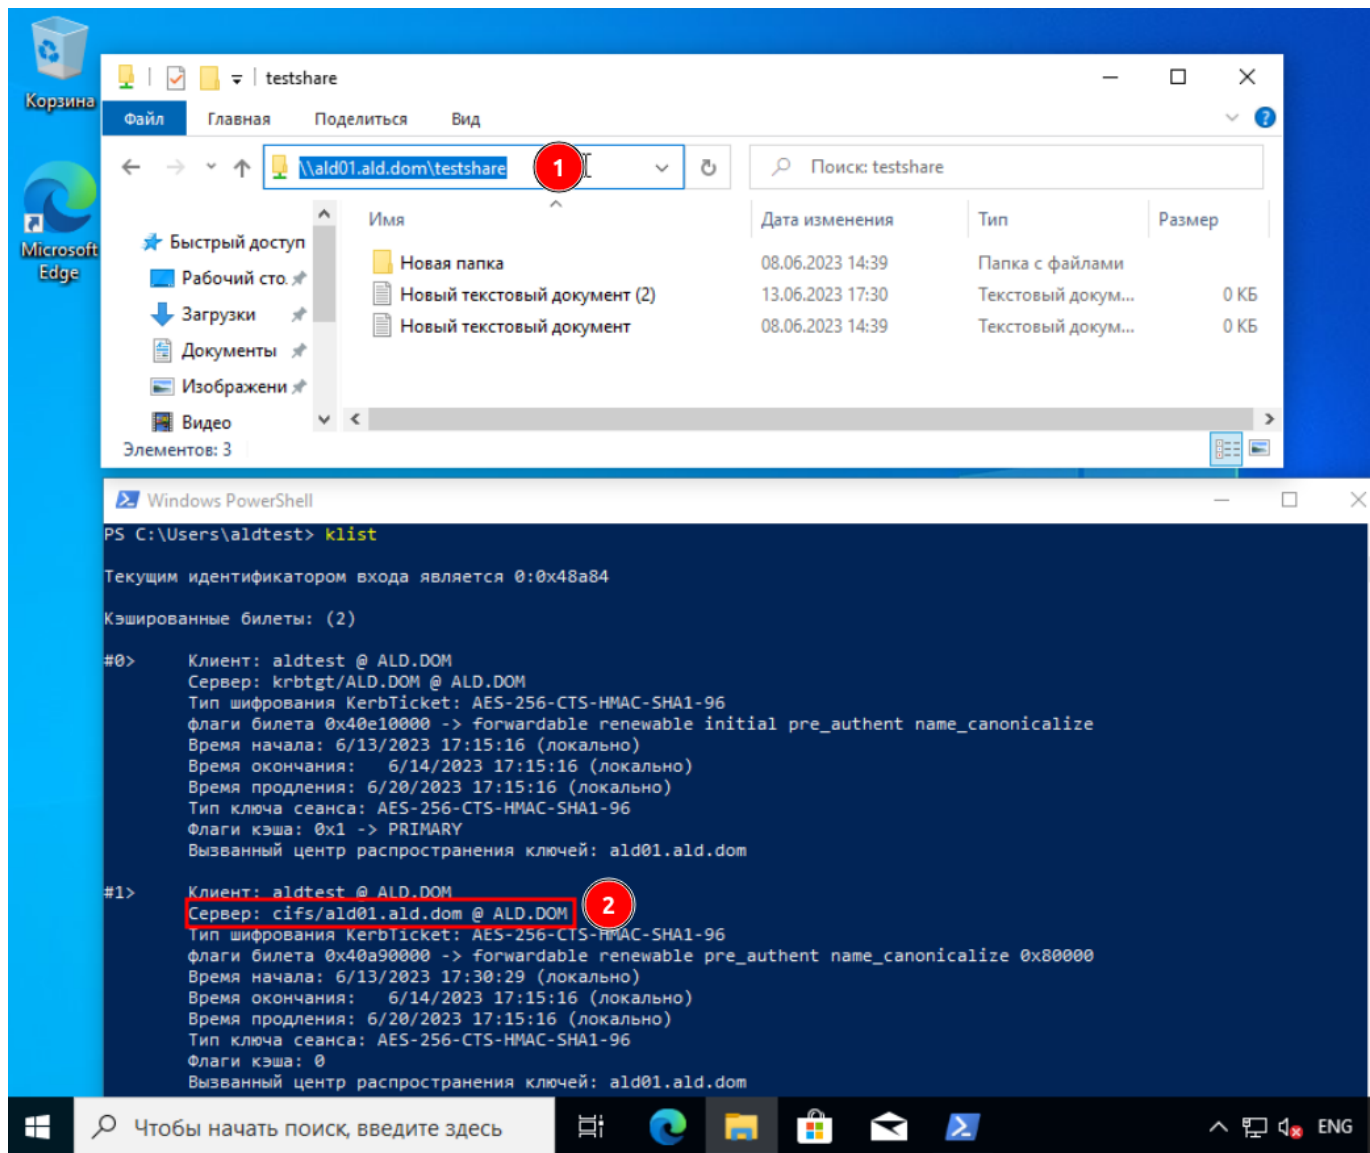 Корзина
Microsoft
Edge
testshare
Файл Главная Поделиться Вид
\\ald01.ald.dom\testshare
1
Поиск: testshare
Имя Дата изменения Тип Размер
Быстрый доступ
Рабочий сто.
Загрузки
Документы
Изображени
Видео
Новая папка 08.06.2023 14:39 Папка с файлами
Новый текстовый документ (2) 13.06.2023 17:30 Текстовый докум... 0 КБ
Новый текстовый документ 08.06.2023 14:39 Текстовый докум... 0 КБ
Элементов: 3
Windows PowerShell
PS C:\Users\aldtest> klist
Текущим идентификатором входа является 0:0x48a84
Кэшированные билеты: (2)
#0> Клиент: aldtest @ ALD.DOM
Сервер: krbtgt/ALD.DOM @ ALD.DOM
Тип шифрования KerbTicket: AES-256-CTS-HMAC-SHA1-96
флаги билета 0x40e10000 -> forwardable renewable initial pre_authent name_canonicalize
Время начала: 6/13/2023 17:15:16 (локально)
Время окончания: 6/14/2023 17:15:16 (локально)
Время продления: 6/20/2023 17:15:16 (локально)
Тип ключа сеанса: AES-256-CTS-HMAC-SHA1-96
Флаги кэша: 0x1 -> PRIMARY
Вызванный центр распространения ключей: ald01.ald.dom
#1> Клиент: aldtest @ ALD.DOM
Сервер: cifs/ald01.ald.dom @ ALD.DOM
2
Тип шифрования KerbTicket: AES-256-CTS-HMAC-SHA1-96
флаги билета 0x40a90000 -> forwardable renewable pre_authent name_canonicalize 0x80000
Время начала: 6/13/2023 17:30:29 (локально)
Время окончания: 6/14/2023 17:15:16 (локально)
Время продления: 6/20/2023 17:15:16 (локально)
Тип ключа сеанса: AES-256-CTS-HMAC-SHA1-96
Флаги кэша: 0
Вызванный центр распространения ключей: ald01.ald.dom
Чтобы начать поиск, введите здесь
ENG